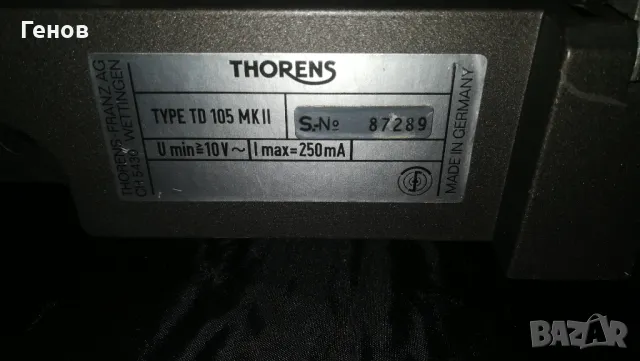 Генов
THORENS
TYPE TD 105 MK II
S.-No 87289
U min ≧ 10V ~ I max = 250mA
THORENS-FRANZ AG
CH 5430 WETTINGEN
MADE IN GERMANY
BAZAR